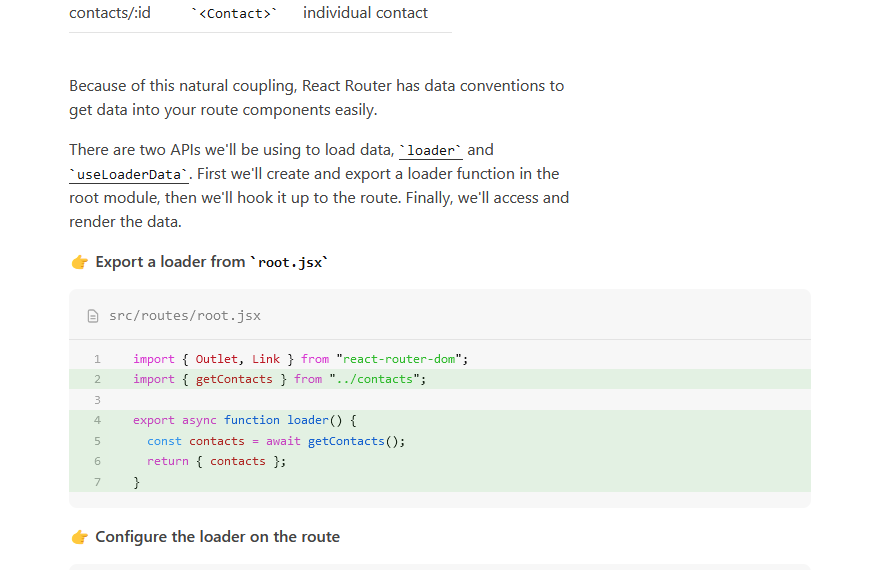 contacts/:id `<Contact>` individual contact
Because of this natural coupling, React Router has data conventions to
get data into your route components easily.
There are two APIs we'll be using to load data, `loader` and
`useLoaderData`. First we'll create and export a loader function in the
root module, then we'll hook it up to the route. Finally, we'll access and
render the data.
👉 Export a loader from `root.jsx`
src/routes/root.jsx
1 import { Outlet, Link } from "react-router-dom";
2 import { getContacts } from "../contacts";
3
4 export async function loader() {
5   const contacts = await getContacts();
6   return { contacts };
7 }
👉 Configure the loader on the route